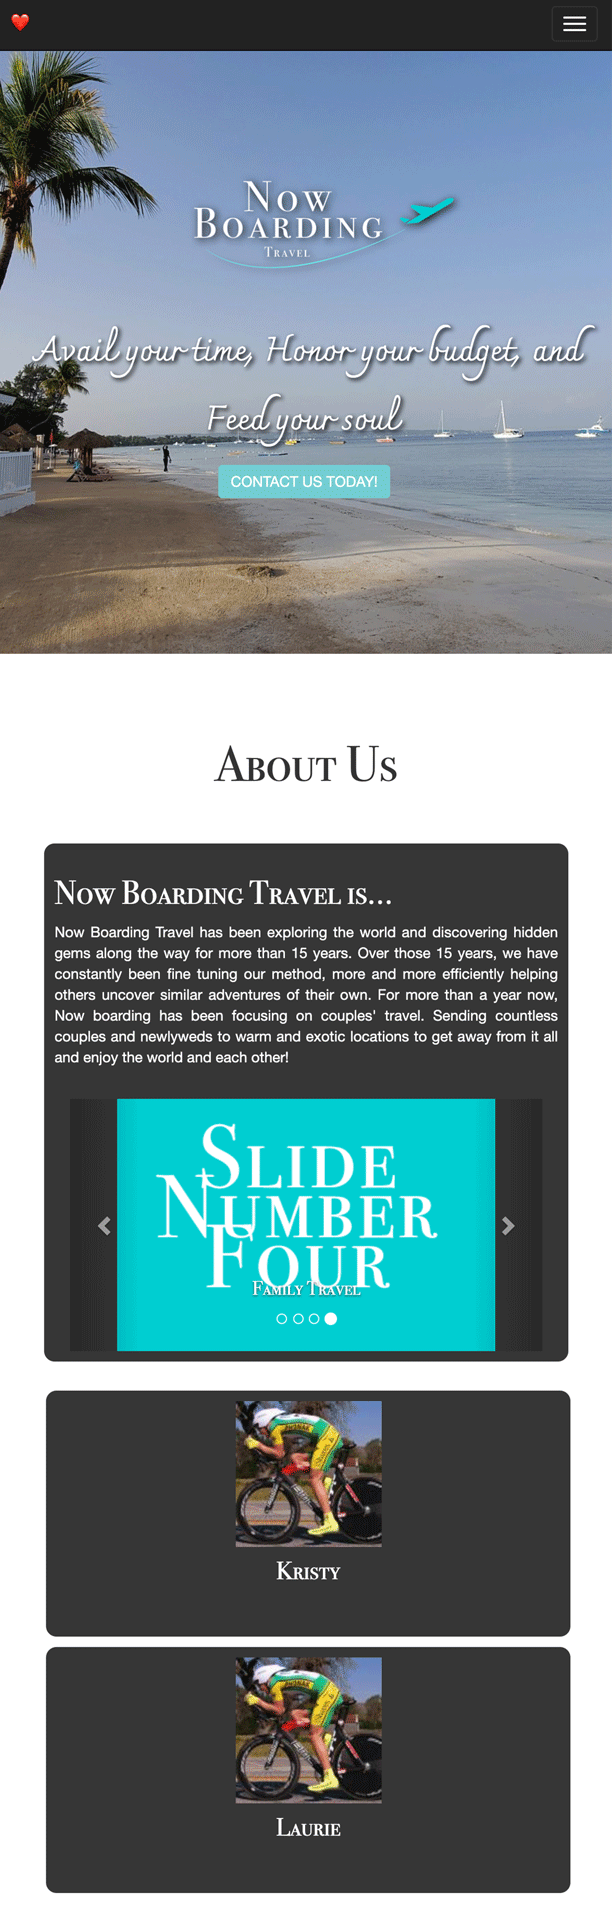 Now
Boarding
Travel
Avail your time, Honor your budget, and
Feed your soul
CONTACT US TODAY!
About Us
Now Boarding Travel is...
Now Boarding Travel has been exploring the world and discovering hidden
gems along the way for more than 15 years. Over those 15 years, we have
constantly been fine tuning our method, more and more efficiently helping
others uncover similar adventures of their own. For more than a year now,
Now boarding has been focusing on couples' travel. Sending countless
couples and newlyweds to warm and exotic locations to get away from it all
and enjoy the world and each other!
Slide
Number
Four
Family Travel
PHONAK
Kristy
PHONAK
Laurie